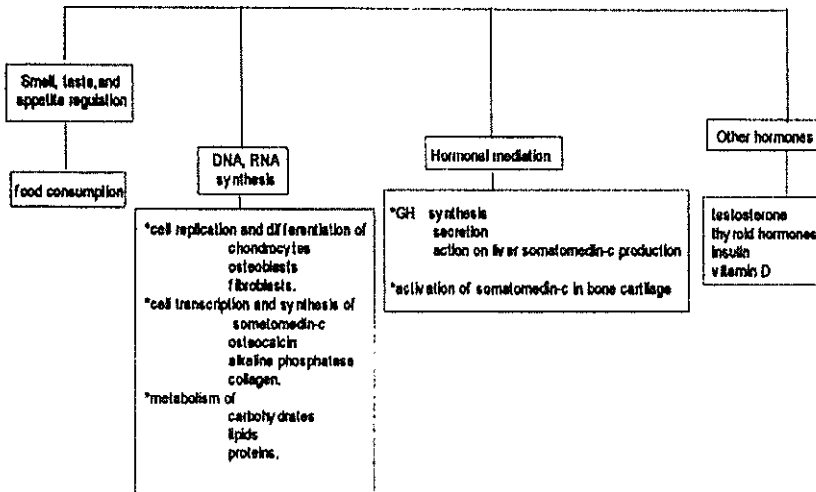 Smell, taste, and
appetite regulation
food consumption
DNA, RNA
synthesis
*cell replication and differentiation of
chondrocytes
osteoblasts
fibroblasts.
*cell transcription and synthesis of
somatomedin-c
osteocalcin
alkaline phosphatase
collagen.
*metabolism of
carbohydrates
lipids
proteins.
Hormonal mediation
*GH synthesis
secretion
action on liver somatomedin-c production
*activation of somatomedin-c in bone cartilage
Other hormones
testosterone
thyroid hormones
insulin
vitamin D